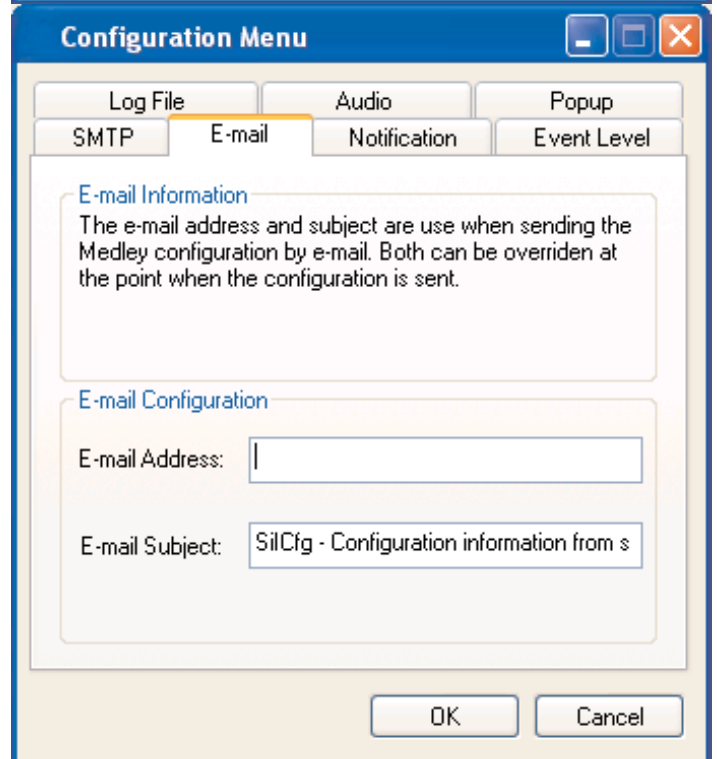 Configuration Menu
Log File Audio Popup
SMTP E-mail Notification Event Level
E-mail Information
The e-mail address and subject are use when sending the
Medley configuration by e-mail. Both can be overriden at
the point when the configuration is sent.
E-mail Configuration
E-mail Address:
E-mail Subject: SilCfg - Configuration information from s
OK Cancel